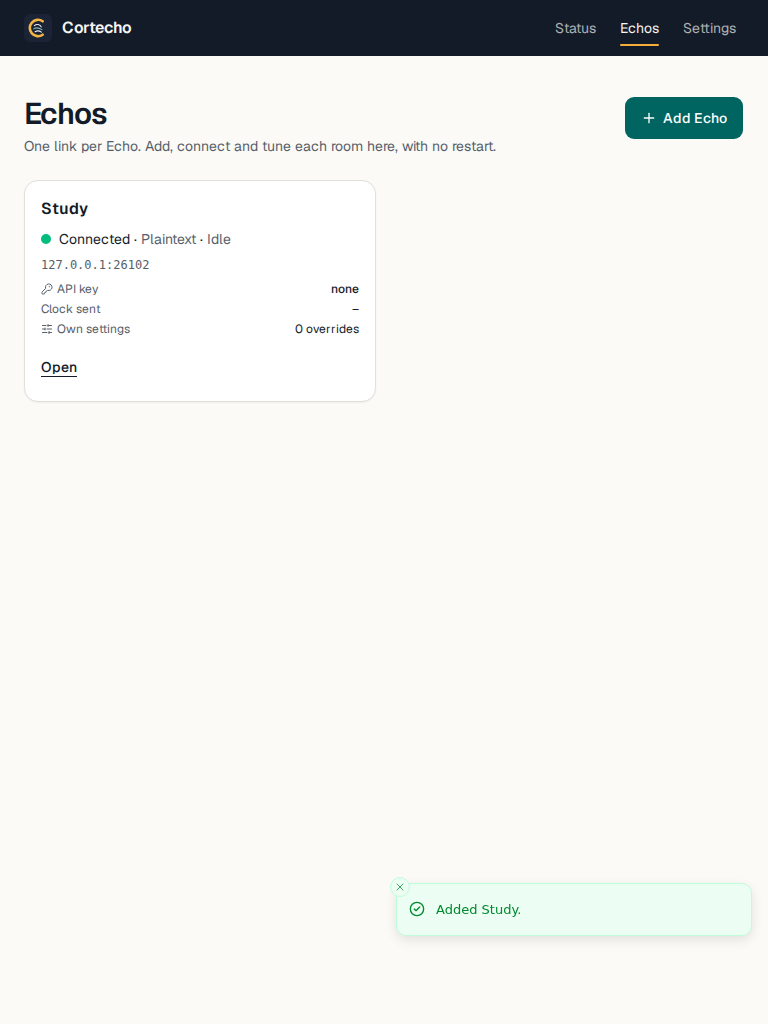 Cortecho
Status Echos Settings
Echos
+ Add Echo
One link per Echo. Add, connect and tune each room here, with no restart.
Study
Connected · Plaintext · Idle
127.0.0.1:26102
API key none
Clock sent –
Own settings 0 overrides
Open
Added Study.